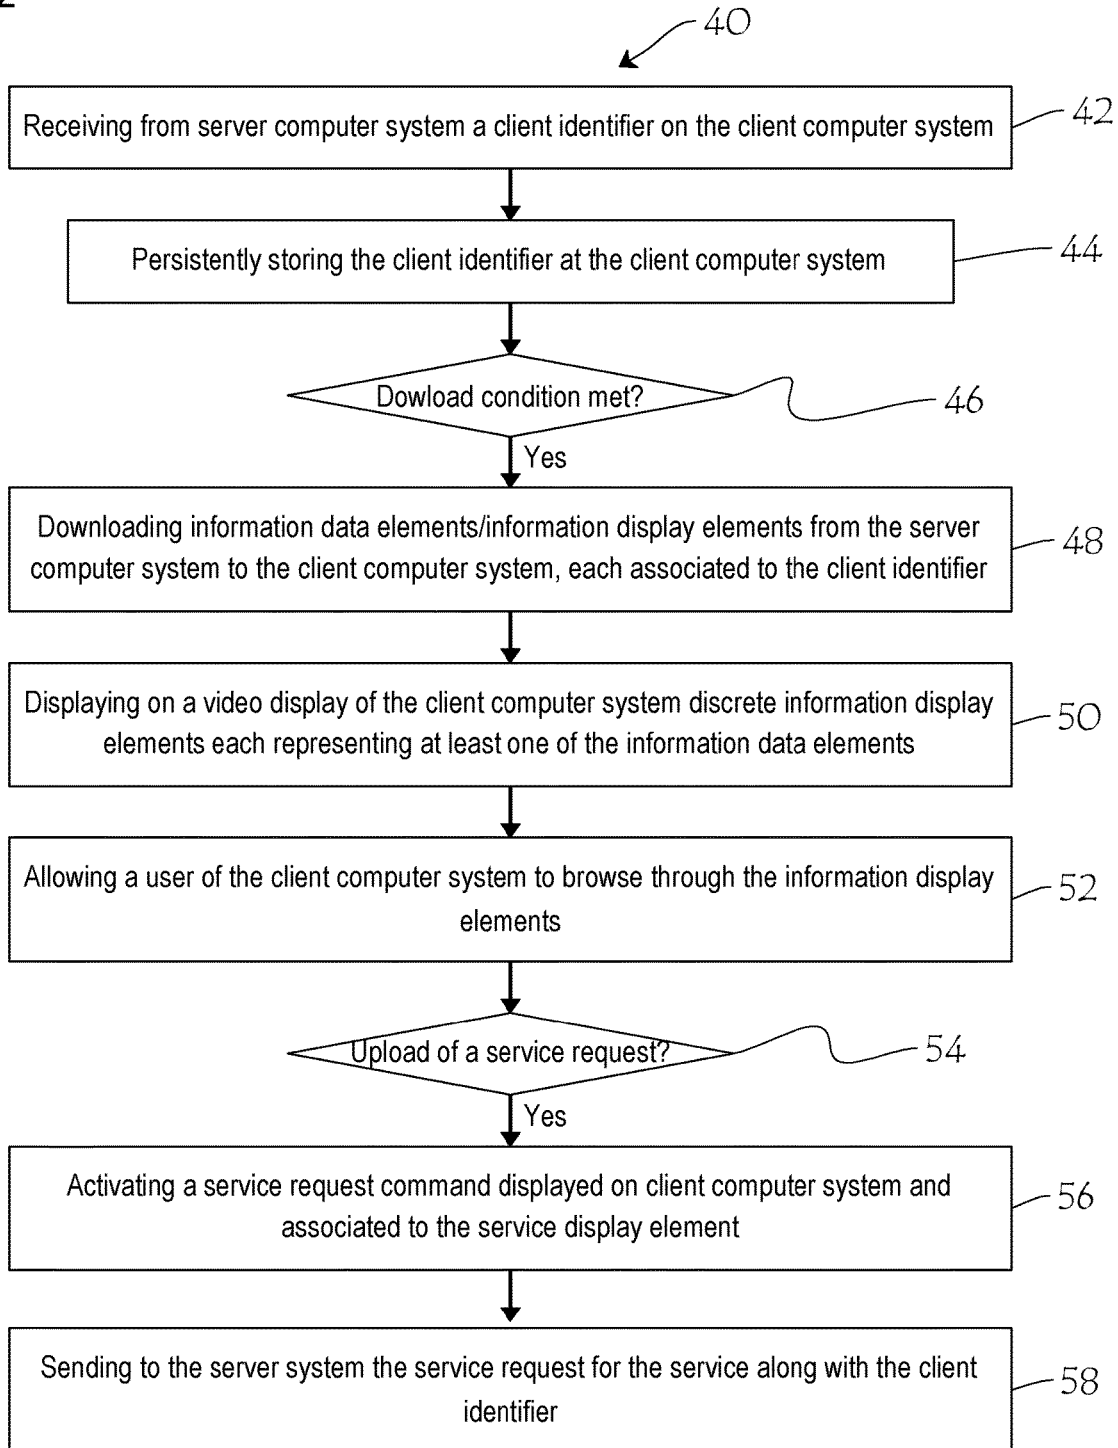 40
Receiving from server computer system a client identifier on the client computer system
42
Persistently storing the client identifier at the client computer system
44
Dowload condition met?
46
Yes
Downloading information data elements/information display elements from the server
computer system to the client computer system, each associated to the client identifier
48
Displaying on a video display of the client computer system discrete information display
elements each representing at least one of the information data elements
50
Allowing a user of the client computer system to browse through the information display
elements
52
Upload of a service request?
54
Yes
Activating a service request command displayed on client computer system and
associated to the service display element
56
Sending to the server system the service request for the service along with the client
identifier
58